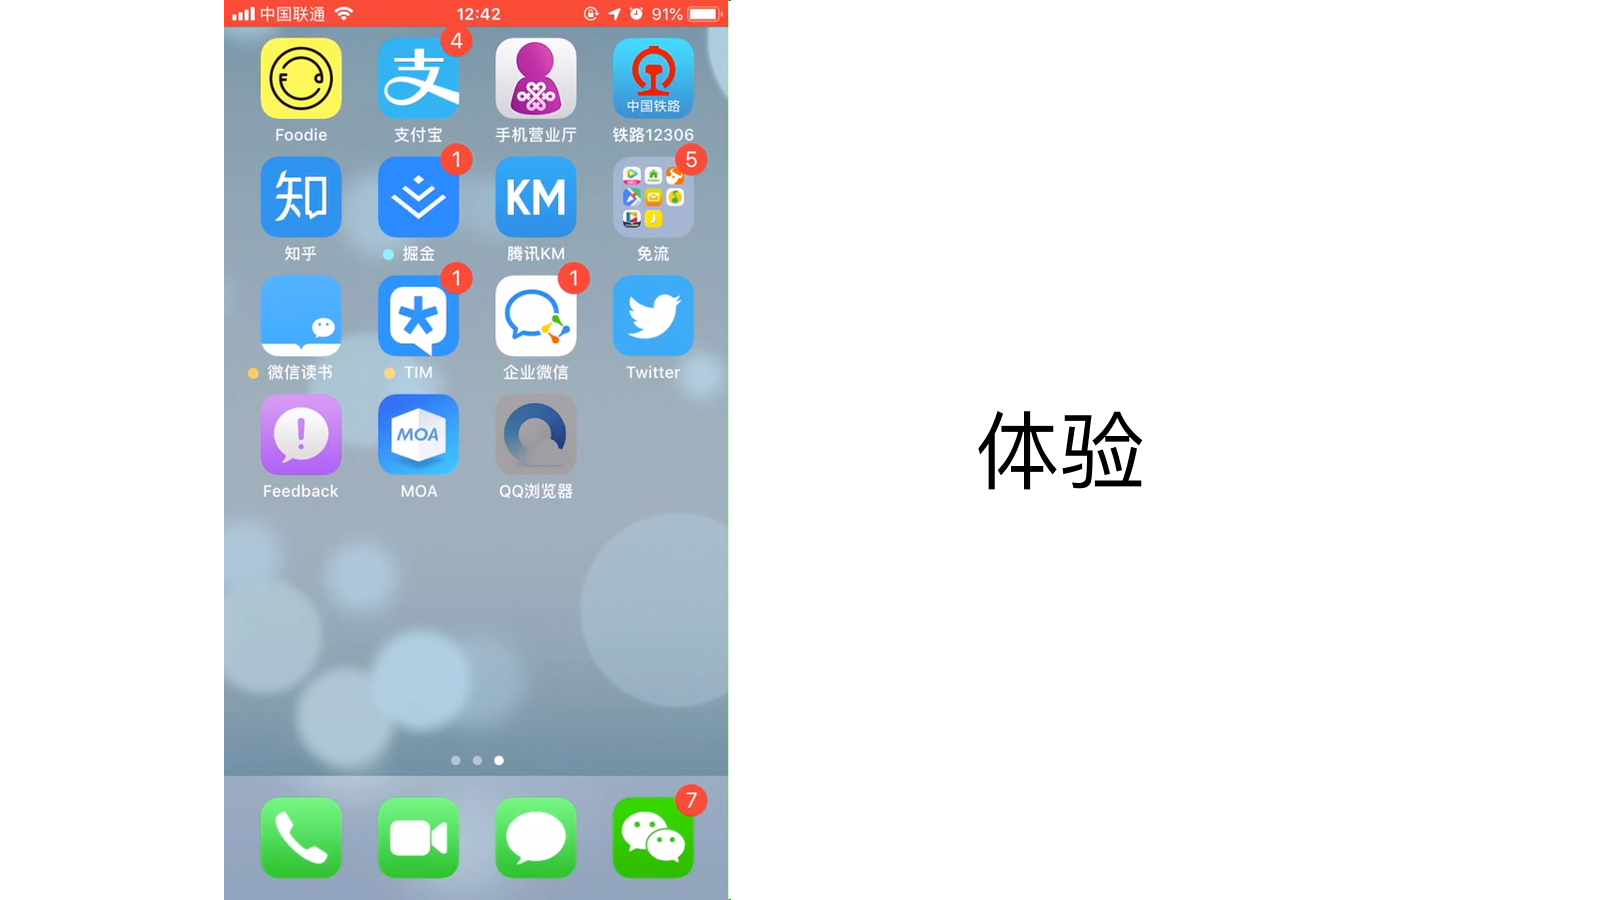 中国联通 12:42 91%
4
中国铁路
Foodie 支付宝 手机营业厅 铁路12306
1 5
知 KM
知乎 掘金 腾讯KM 免流
1 1
微信读书 TIM 企业微信 Twitter
MOA
Feedback MOA QQ浏览器
7
体验